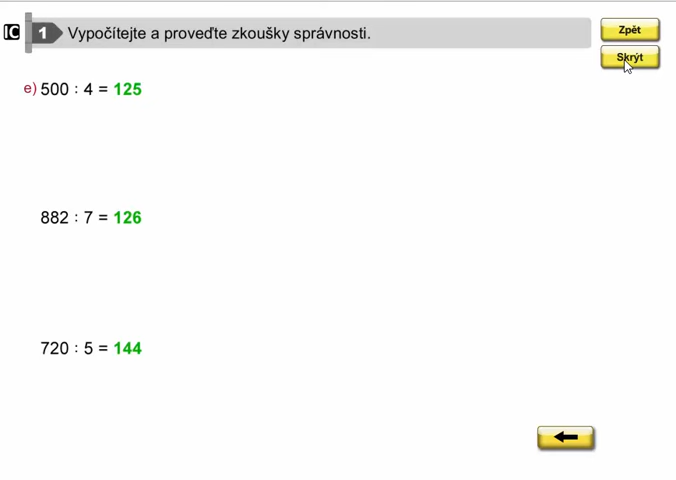 IC 1 Vypočítejte a proveďte zkoušky správnosti.
Zpět
Skrýt
e) 500 : 4 = 125
882 : 7 = 126
720 : 5 = 144